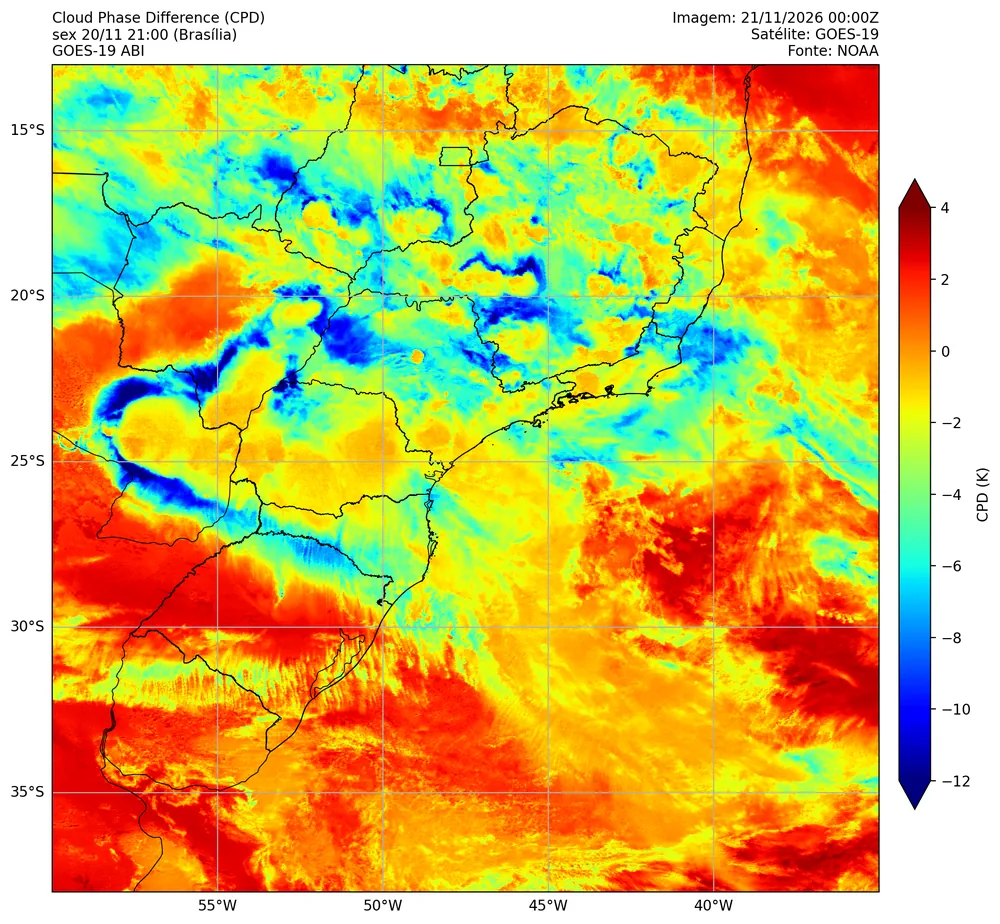 Cloud Phase Difference (CPD)
sex 20/11 21:00 (Brasília)
GOES-19 ABI
Imagem: 21/11/2026 00:00Z
Satélite: GOES-19
Fonte: NOAA
15°S
20°S
25°S
30°S
35°S
55°W
50°W
45°W
40°W
4
2
0
−2
−4
−6
−8
−10
−12
CPD (K)